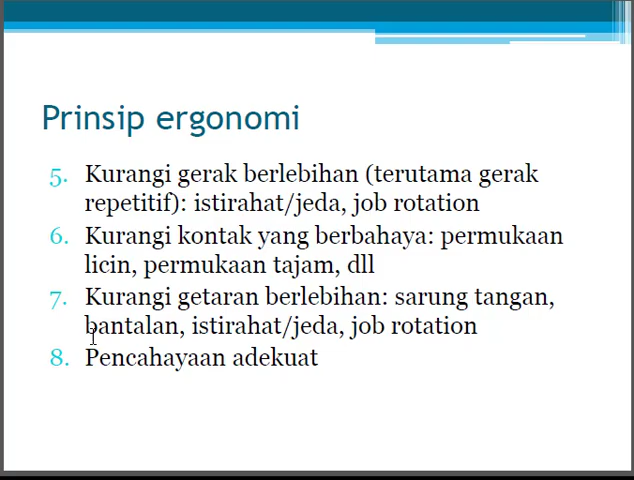 Prinsip ergonomi
5. Kurangi gerak berlebihan (terutama gerak
repetitif): istirahat/jeda, job rotation
6. Kurangi kontak yang berbahaya: permukaan
licin, permukaan tajam, dll
7. Kurangi getaran berlebihan: sarung tangan,
bantalan, istirahat/jeda, job rotation
8. Pencahayaan adekuat